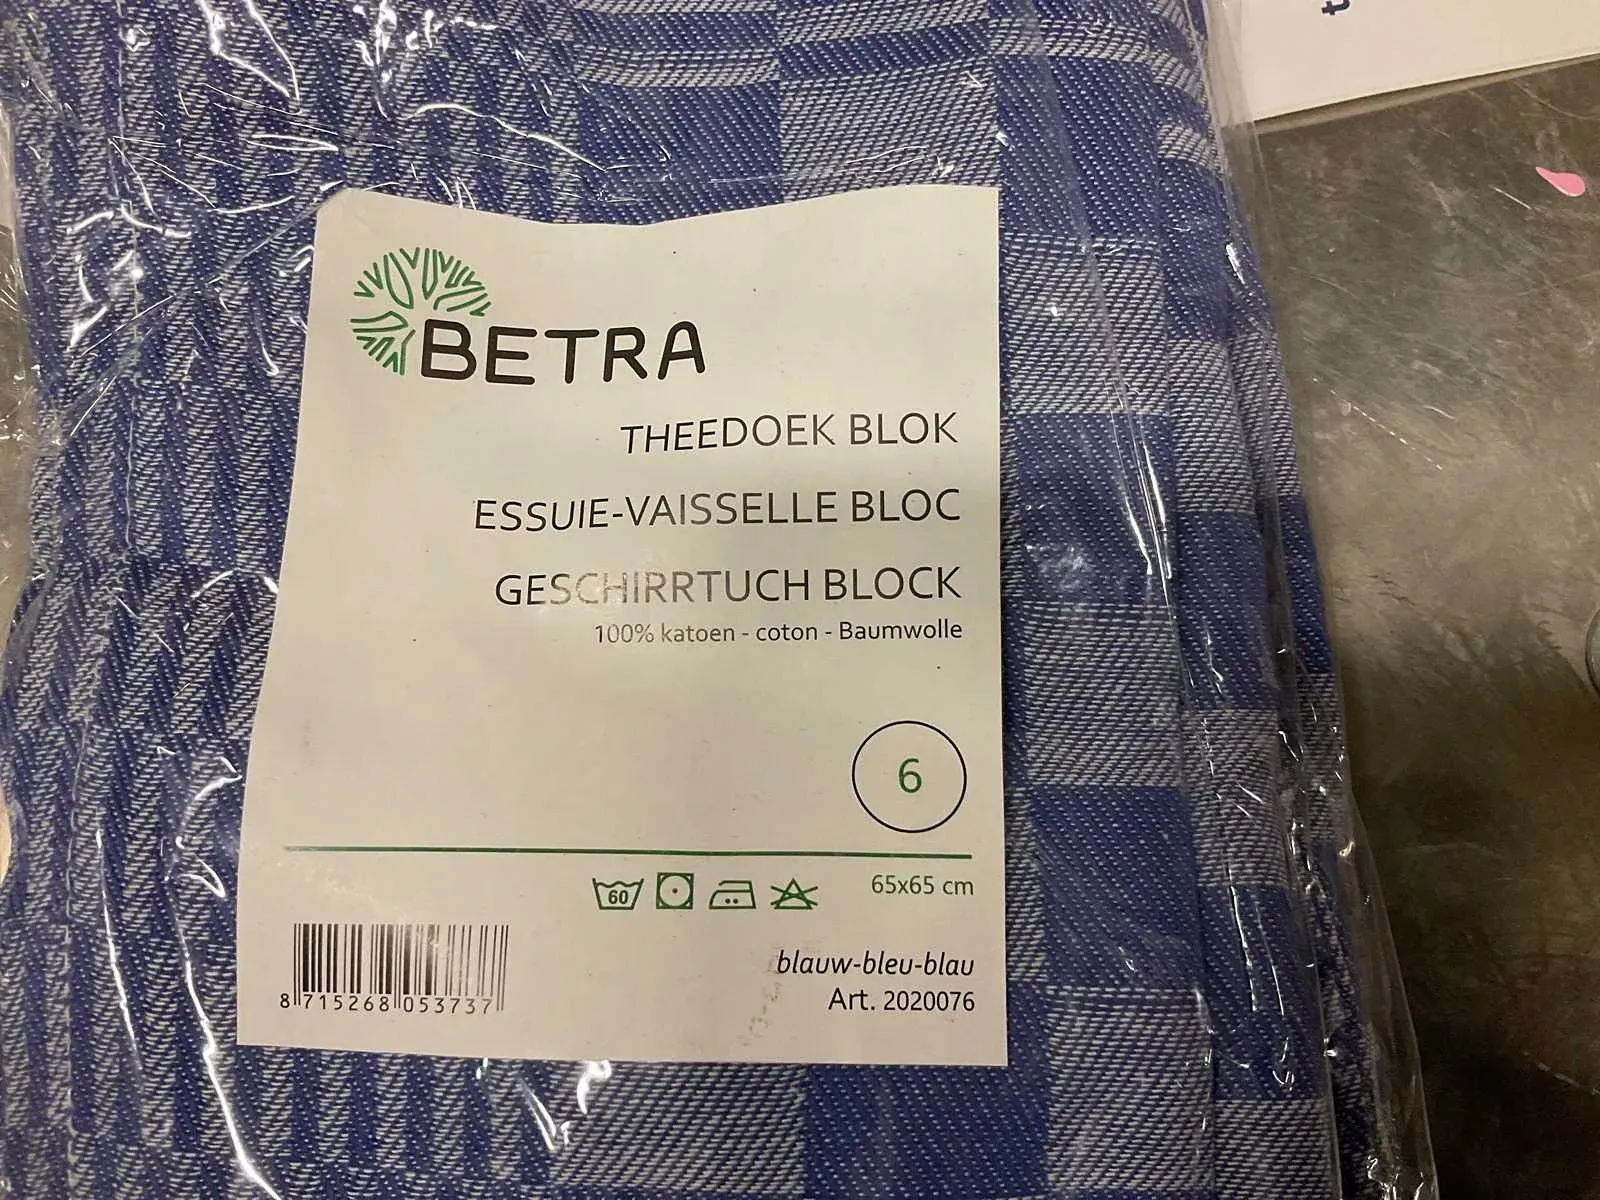 BETRA
THEEDOEK BLOK
ESSUIE-VAISSELLE BLOC
GESCHIRRTUCH BLOCK
100% katoen - coton - Baumwolle
6
60
65x65 cm
blauw-bleu-blau
Art. 2020076
8 715268 053737